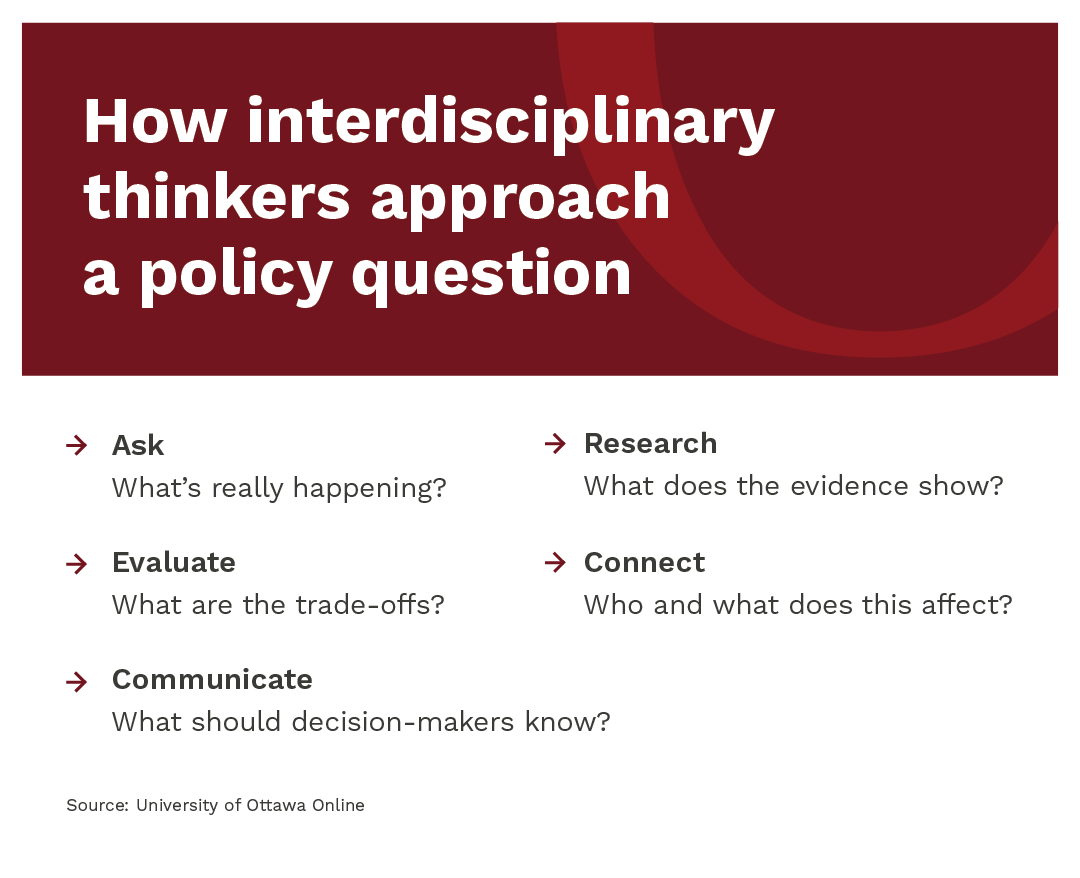 How interdisciplinary
thinkers approach
a policy question
Ask
What’s really happening?
Research
What does the evidence show?
Evaluate
What are the trade-offs?
Connect
Who and what does this affect?
Communicate
What should decision-makers know?
Source: University of Ottawa Online